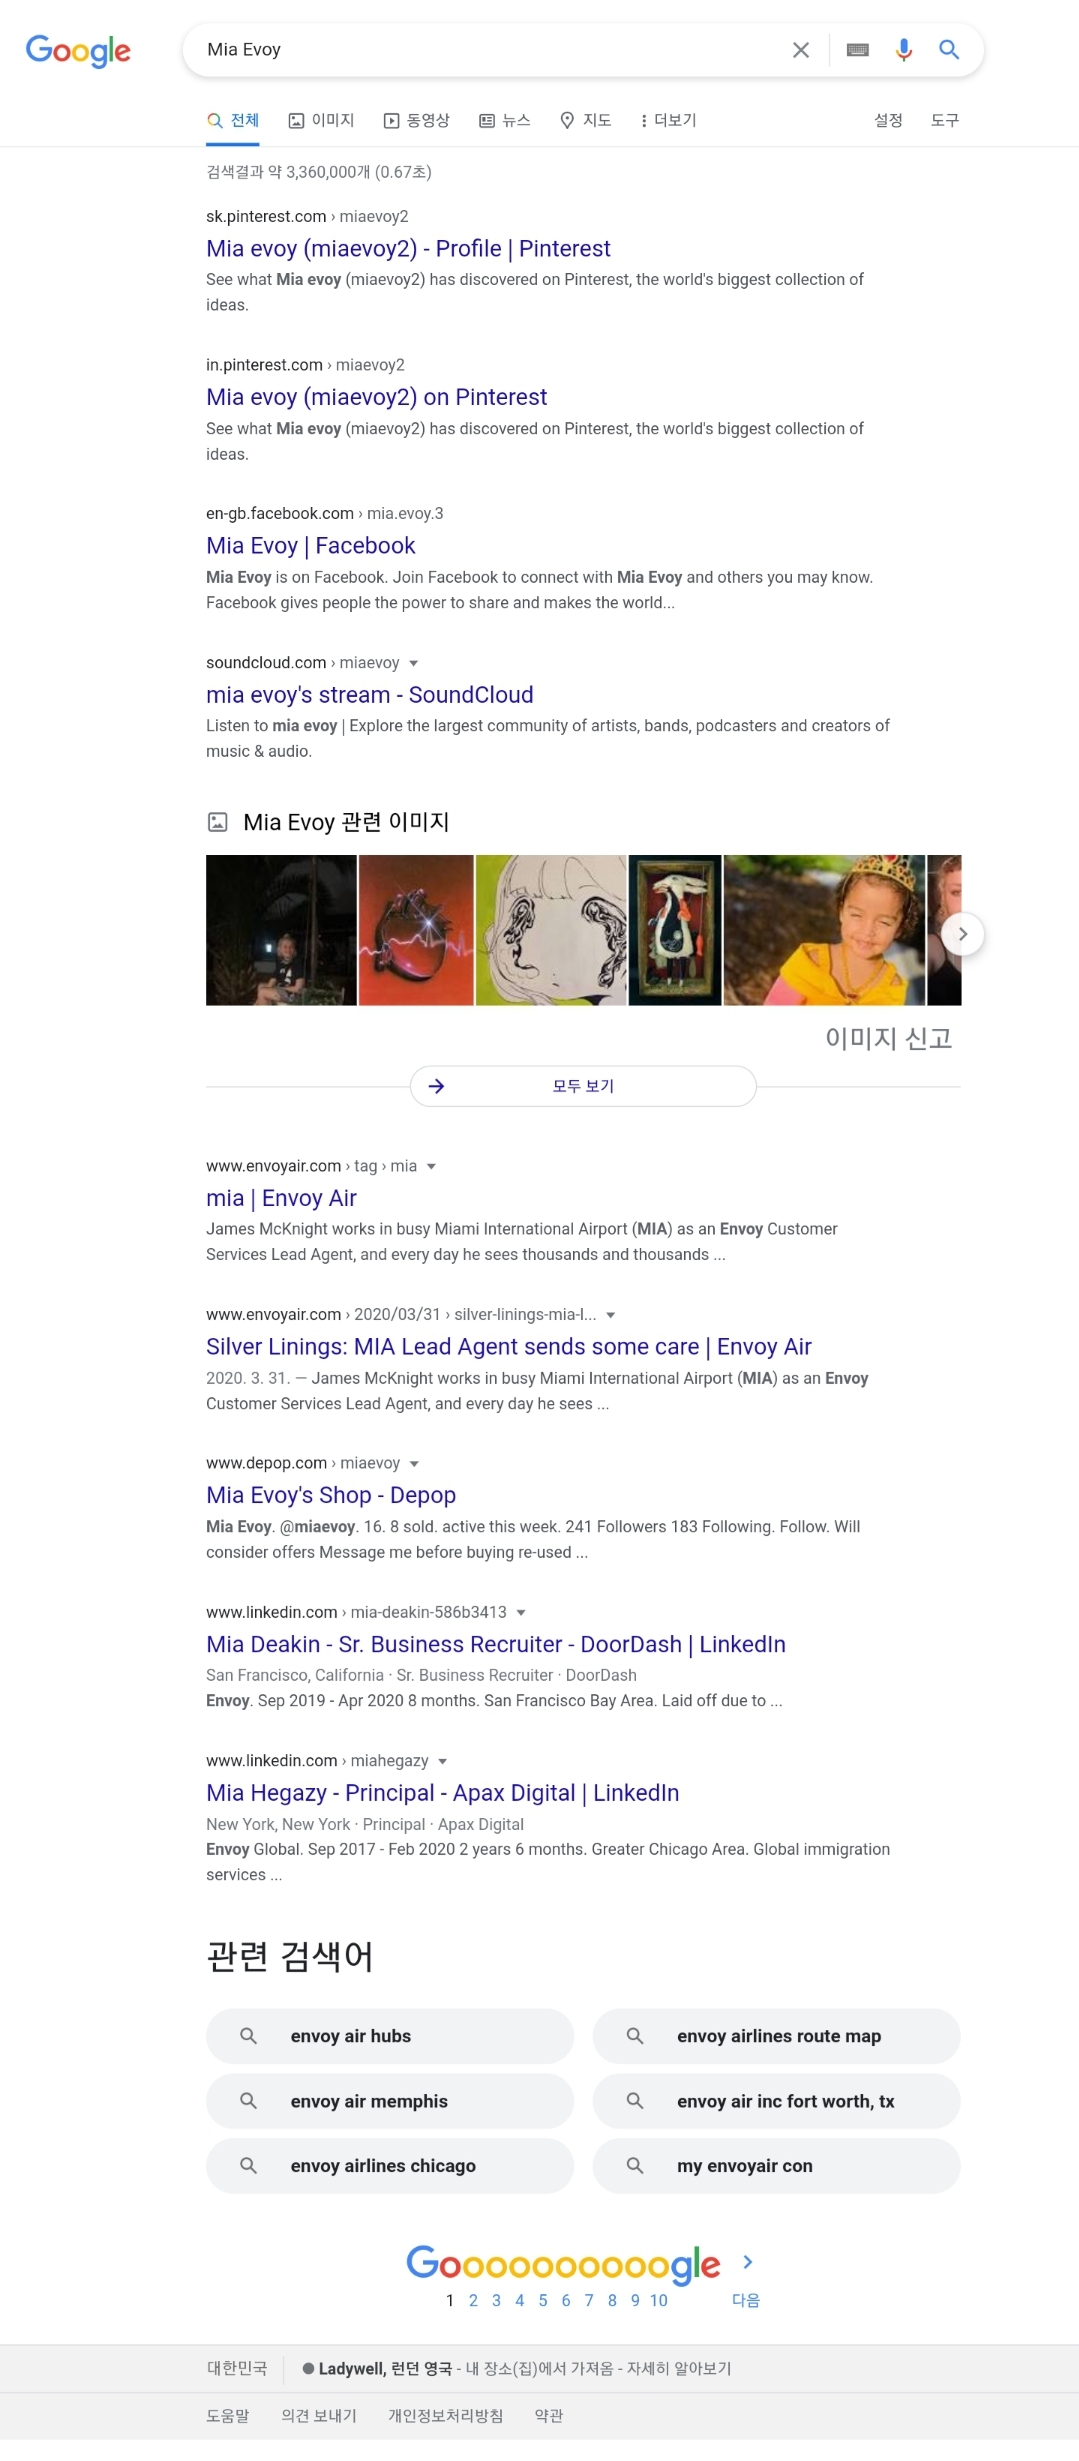 Google
Mia Evoy
전체 이미지 동영상 뉴스 지도 더보기 설정 도구
검색결과 약 3,360,000개 (0.67초)
sk.pinterest.com › miaevoy2
Mia evoy (miaevoy2) - Profile | Pinterest
See what Mia evoy (miaevoy2) has discovered on Pinterest, the world's biggest collection of
ideas.
in.pinterest.com › miaevoy2
Mia evoy (miaevoy2) on Pinterest
See what Mia evoy (miaevoy2) has discovered on Pinterest, the world's biggest collection of
ideas.
en-gb.facebook.com › mia.evoy.3
Mia Evoy | Facebook
Mia Evoy is on Facebook. Join Facebook to connect with Mia Evoy and others you may know.
Facebook gives people the power to share and makes the world...
soundcloud.com › miaevoy
mia evoy's stream - SoundCloud
Listen to mia evoy | Explore the largest community of artists, bands, podcasters and creators of
music & audio.
Mia Evoy 관련 이미지
이미지 신고
모두 보기
www.envoyair.com › tag › mia
mia | Envoy Air
James McKnight works in busy Miami International Airport (MIA) as an Envoy Customer
Services Lead Agent, and every day he sees thousands and thousands ...
www.envoyair.com › 2020/03/31 › silver-linings-mia-l...
Silver Linings: MIA Lead Agent sends some care | Envoy Air
2020. 3. 31. — James McKnight works in busy Miami International Airport (MIA) as an Envoy
Customer Services Lead Agent, and every day he sees ...
www.depop.com › miaevoy
Mia Evoy's Shop - Depop
Mia Evoy. @miaevoy. 16. 8 sold. active this week. 241 Followers 183 Following. Follow. Will
consider offers Message me before buying re-used ...
www.linkedin.com › mia-deakin-586b3413
Mia Deakin - Sr. Business Recruiter - DoorDash | LinkedIn
San Francisco, California · Sr. Business Recruiter · DoorDash
Envoy. Sep 2019 - Apr 2020 8 months. San Francisco Bay Area. Laid off due to ...
www.linkedin.com › miahegazy
Mia Hegazy - Principal - Apax Digital | LinkedIn
New York, New York · Principal · Apax Digital
Envoy Global. Sep 2017 - Feb 2020 2 years 6 months. Greater Chicago Area. Global immigration
services ...
관련 검색어
envoy air hubs envoy airlines route map
envoy air memphis envoy air inc fort worth, tx
envoy airlines chicago my envoyair con
Goooooooooogle
1 2 3 4 5 6 7 8 9 10 다음
대한민국 Ladywell, 런던 영국 - 내 장소(집)에서 가져옴 - 자세히 알아보기
도움말 의견 보내기 개인정보처리방침 약관